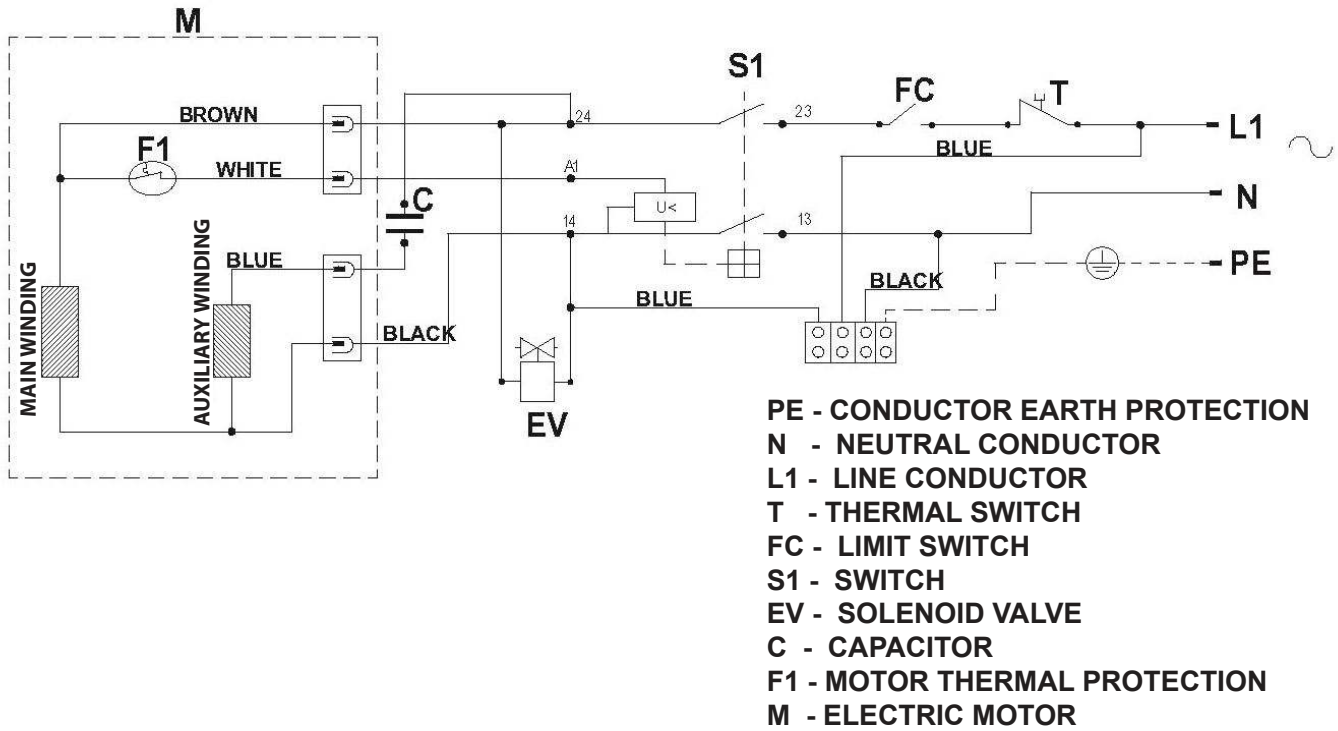 M
S1
FC
T
BROWN
24
23
L1
F1
BLUE
WHITE
A1
C
U<
N
14
13
MAIN WINDING
AUXILIARY WINDING
BLUE
PE
BLACK
BLUE
BLACK
EV
PE - CONDUCTOR EARTH PROTECTION
N - NEUTRAL CONDUCTOR
L1 - LINE CONDUCTOR
T - THERMAL SWITCH
FC - LIMIT SWITCH
S1 - SWITCH
EV - SOLENOID VALVE
C - CAPACITOR
F1 - MOTOR THERMAL PROTECTION
M - ELECTRIC MOTOR